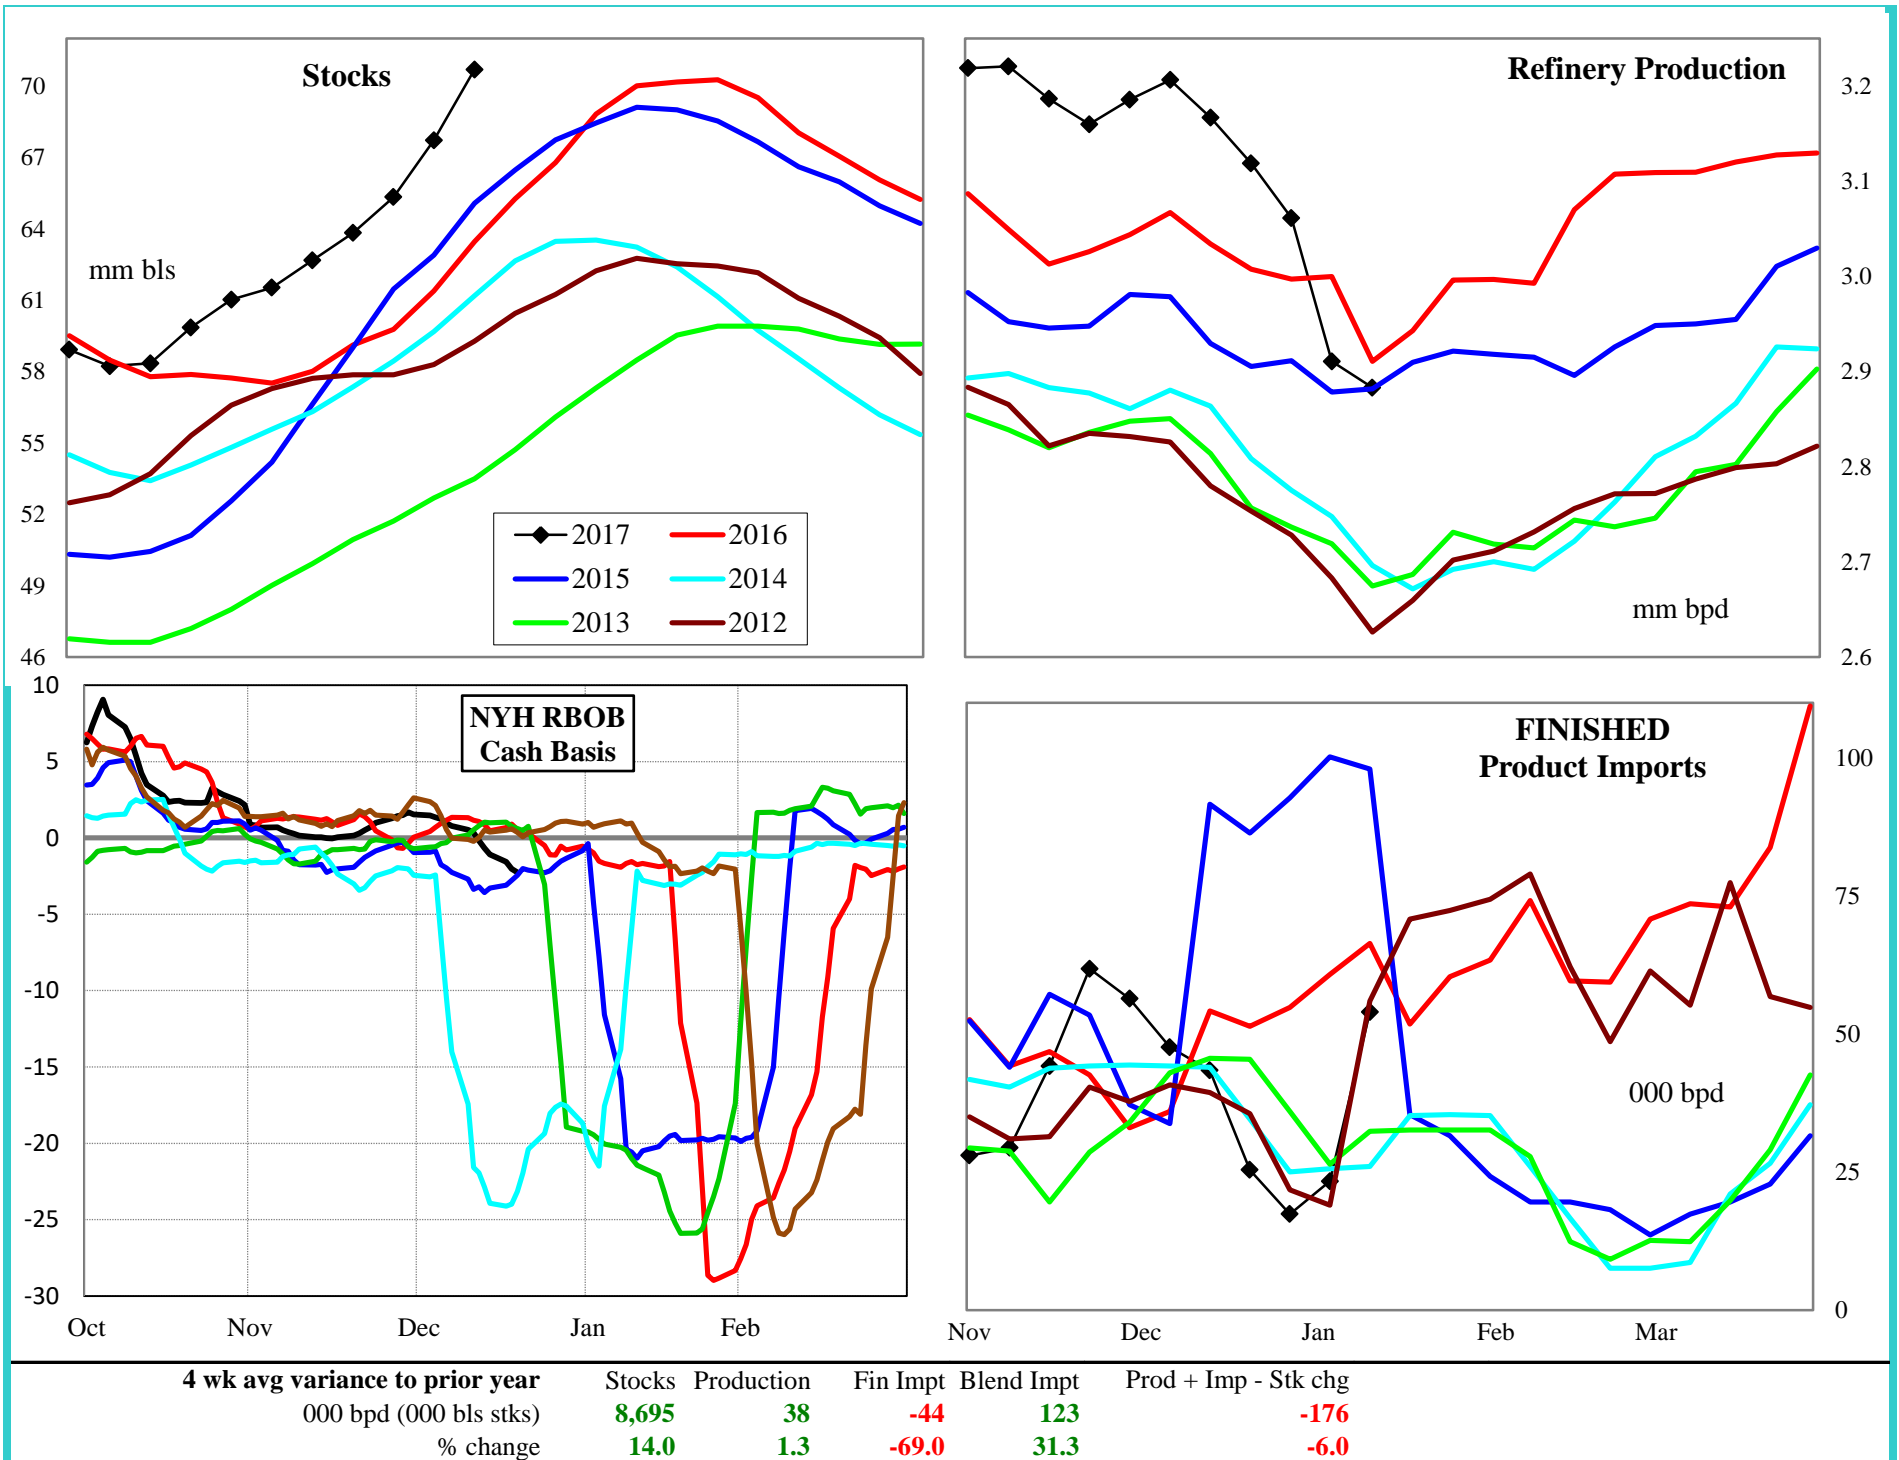 Stocks
70
67
64
61
58
55
52
49
46
mm bls
2017
2016
2015
2014
2013
2012
Refinery Production
3.2
3.1
3.0
2.9
2.8
2.7
2.6
mm bpd
NYH RBOB
Cash Basis
10
5
0
-5
-10
-15
-20
-25
-30
Oct
Nov
Dec
Jan
Feb
FINISHED
Product Imports
100
75
50
25
0
000 bpd
Nov
Dec
Jan
Feb
Mar
4 wk avg variance to prior year Stocks Production Fin Impt Blend Impt Prod + Imp - Stk chg
000 bpd (000 bls stks) 8,695 38 -44 123 -176
% change 14.0 1.3 -69.0 31.3 -6.0